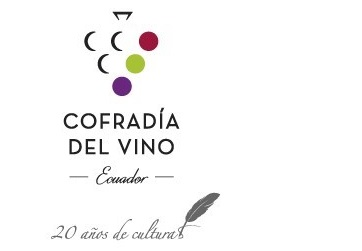 COFRADÍA
DEL VINO
Ecuador
20 años de cultura